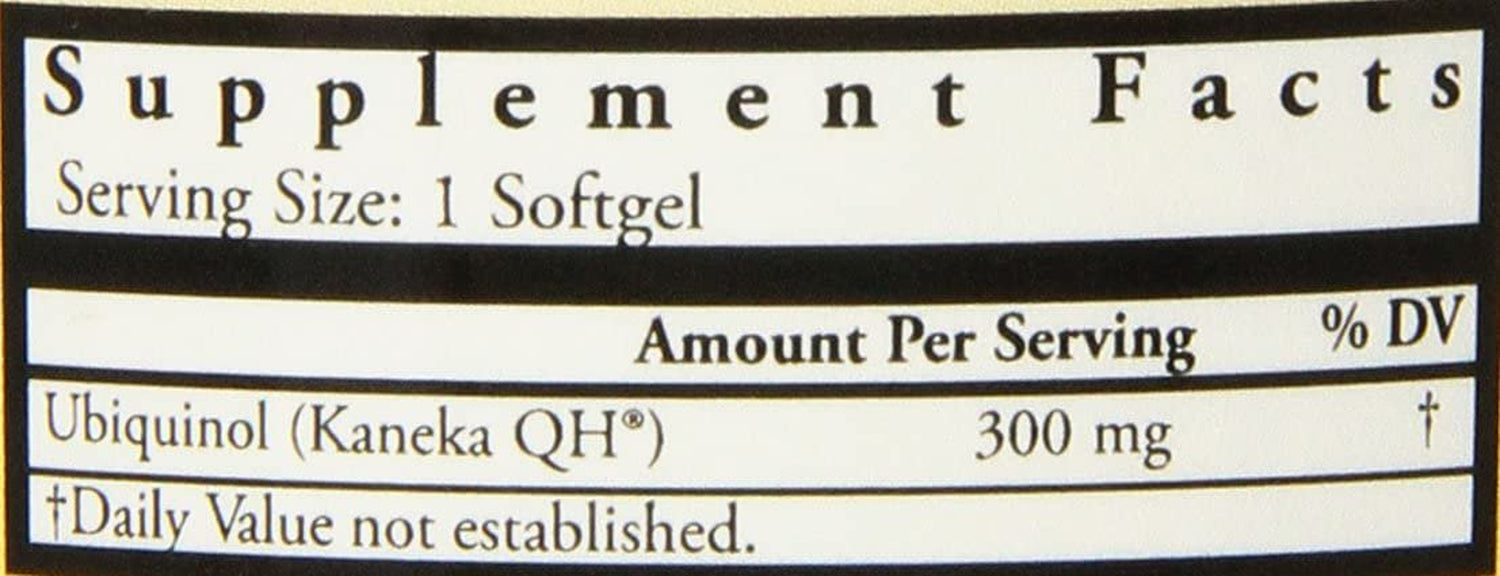 Supplement Facts
Serving Size: 1 Softgel
Amount Per Serving % DV
Ubiquinol (Kaneka QH®) 300 mg †
†Daily Value not established.